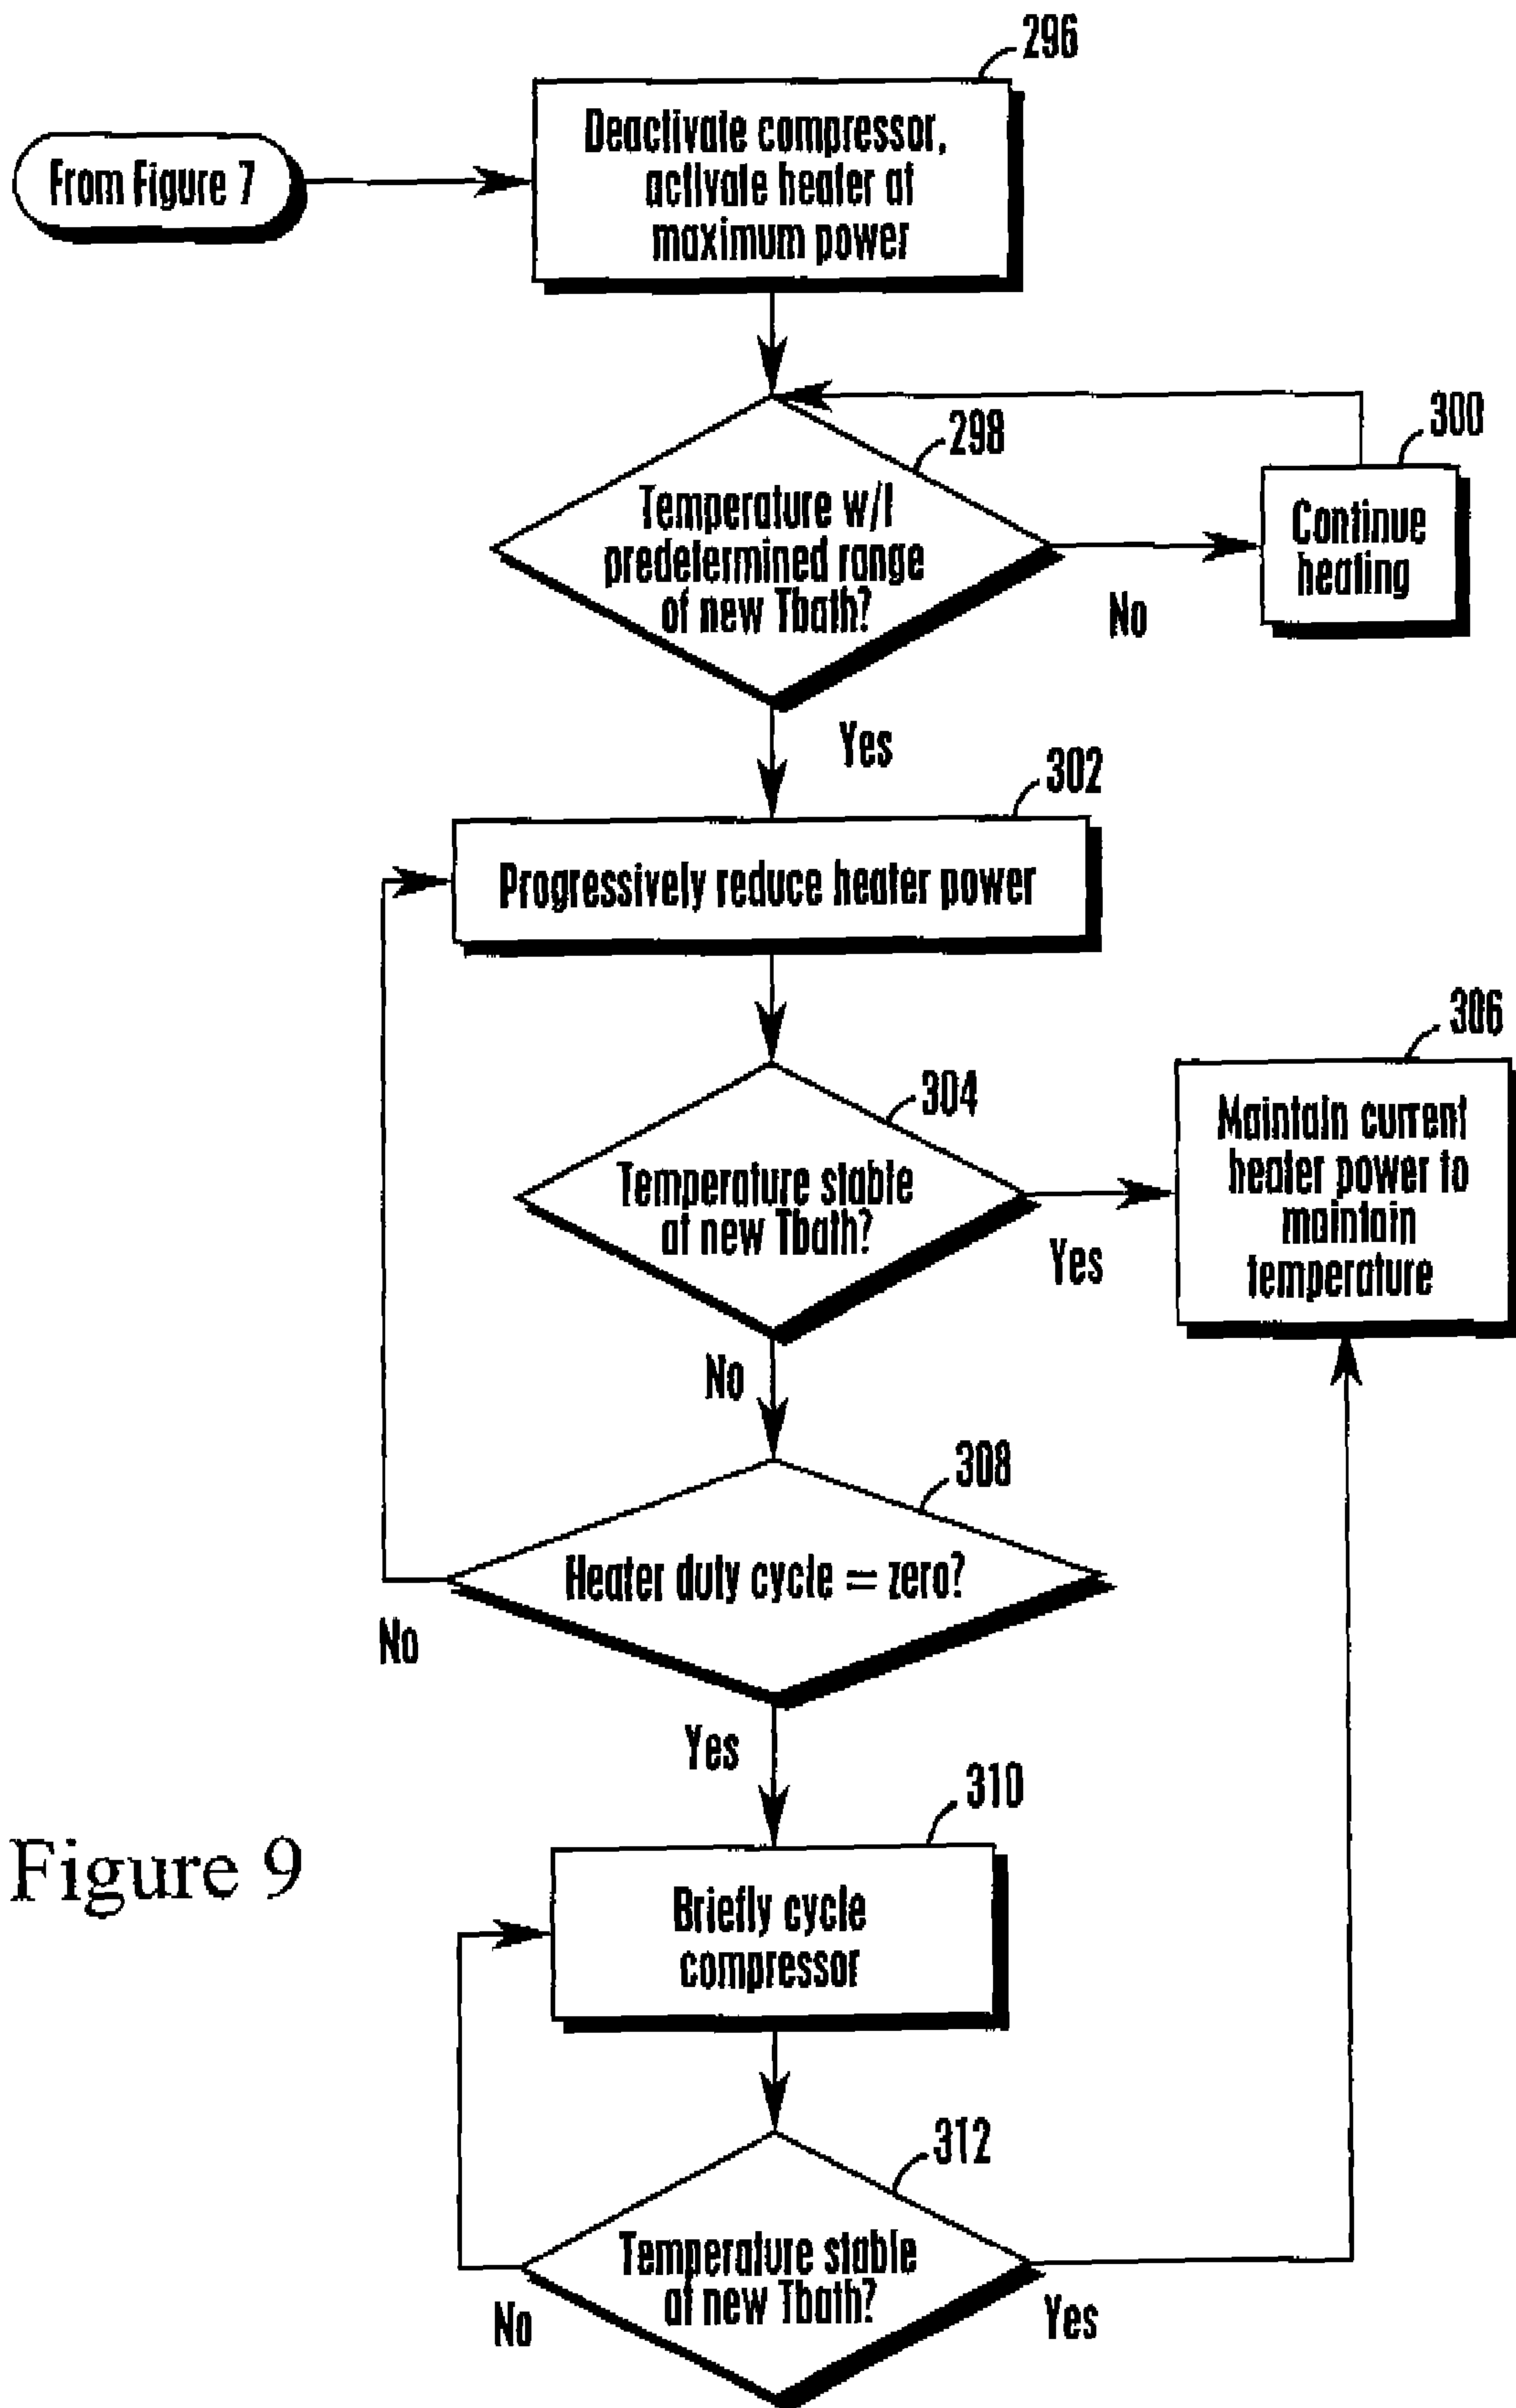 296
Deactivate compressor,
activate heater at
maximum power
From Figure 7
298
Temperature w/I
predetermined range
of new Tbath?
300
Continue
heating
No
Yes
302
Progressively reduce heater power
304
Temperature stable
at new Tbath?
Yes
306
Maintain current
heater power to
maintain
temperature
No
308
Heater duty cycle = zero?
No
Yes
310
Briefly cycle
compressor
Figure 9
312
Temperature stable
at new Tbath?
No
Yes